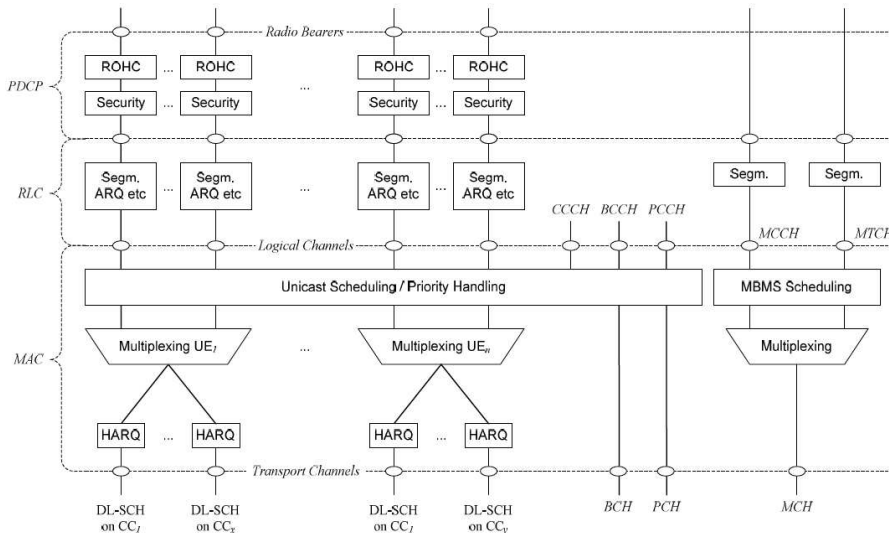 Radio Bearers
ROHC ... ROHC ROHC ... ROHC
PDCP
...
Security ... Security Security ... Security
Segm. Segm. Segm. Segm.
ARQ etc ... ARQ etc ... ARQ etc ... ARQ etc
Segm. Segm.
RLC
CCCH BCCH PCCH
MCCH MTCH
Logical Channels
Unicast Scheduling / Priority Handling MBMS Scheduling
Multiplexing UE1 ... Multiplexing UEn Multiplexing
MAC
HARQ ... HARQ HARQ ... HARQ
Transport Channels
DL-SCH DL-SCH DL-SCH DL-SCH
on CC1 on CCx on CC1 on CCy
BCH PCH MCH